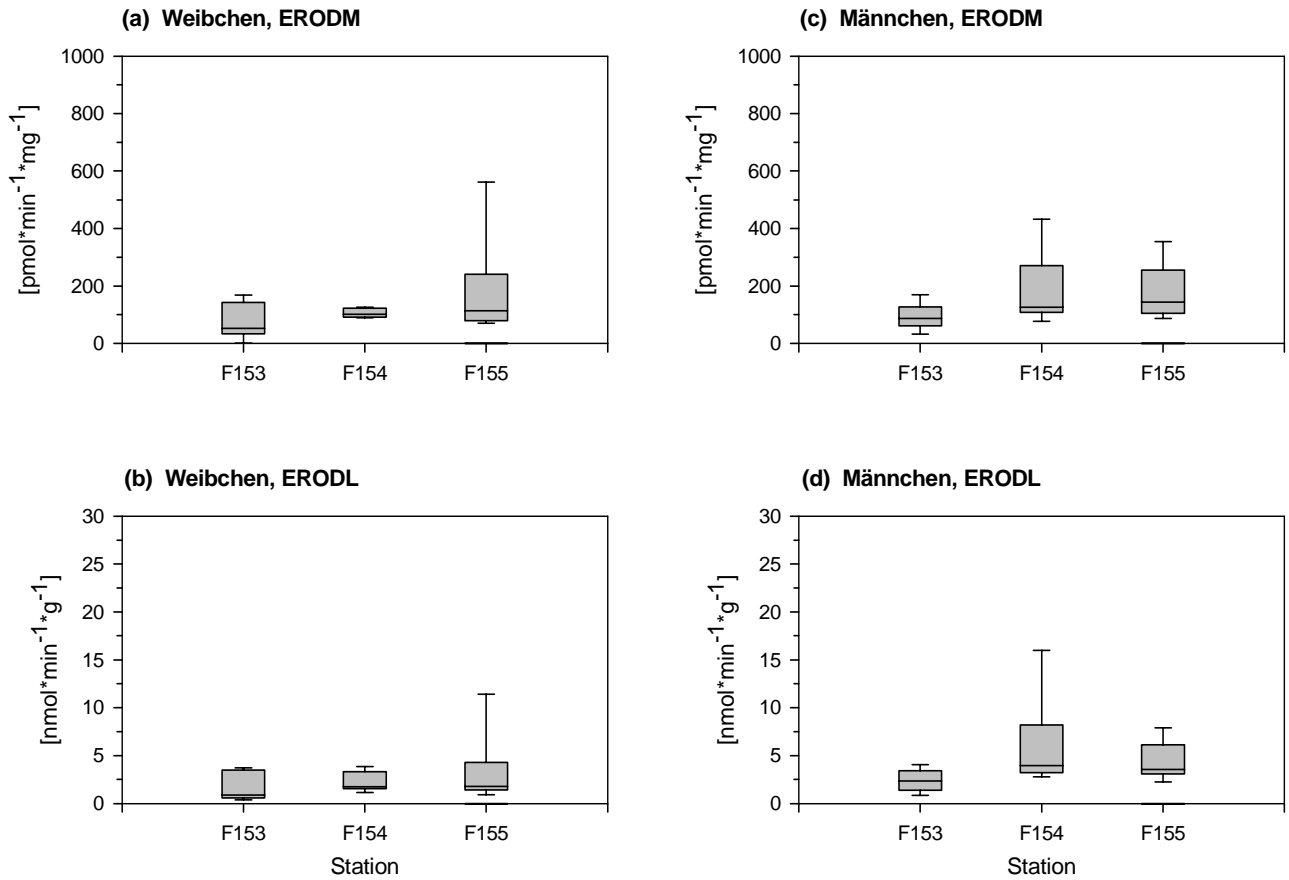 (a) Weibchen, ERODM
1000
800
600
400
200
0
[pmol*min⁻¹*mg⁻¹]
F153 F154 F155
(c) Männchen, ERODM
1000
800
600
400
200
0
[pmol*min⁻¹*mg⁻¹]
F153 F154 F155
(b) Weibchen, ERODL
30
25
20
15
10
5
0
[nmol*min⁻¹*g⁻¹]
F153 F154 F155
Station
(d) Männchen, ERODL
30
25
20
15
10
5
0
[nmol*min⁻¹*g⁻¹]
F153 F154 F155
Station